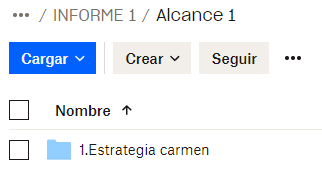 ... / INFORME 1 / Alcance 1
Cargar Crear Seguir ...
Nombre ↑
1.Estrategia carmen